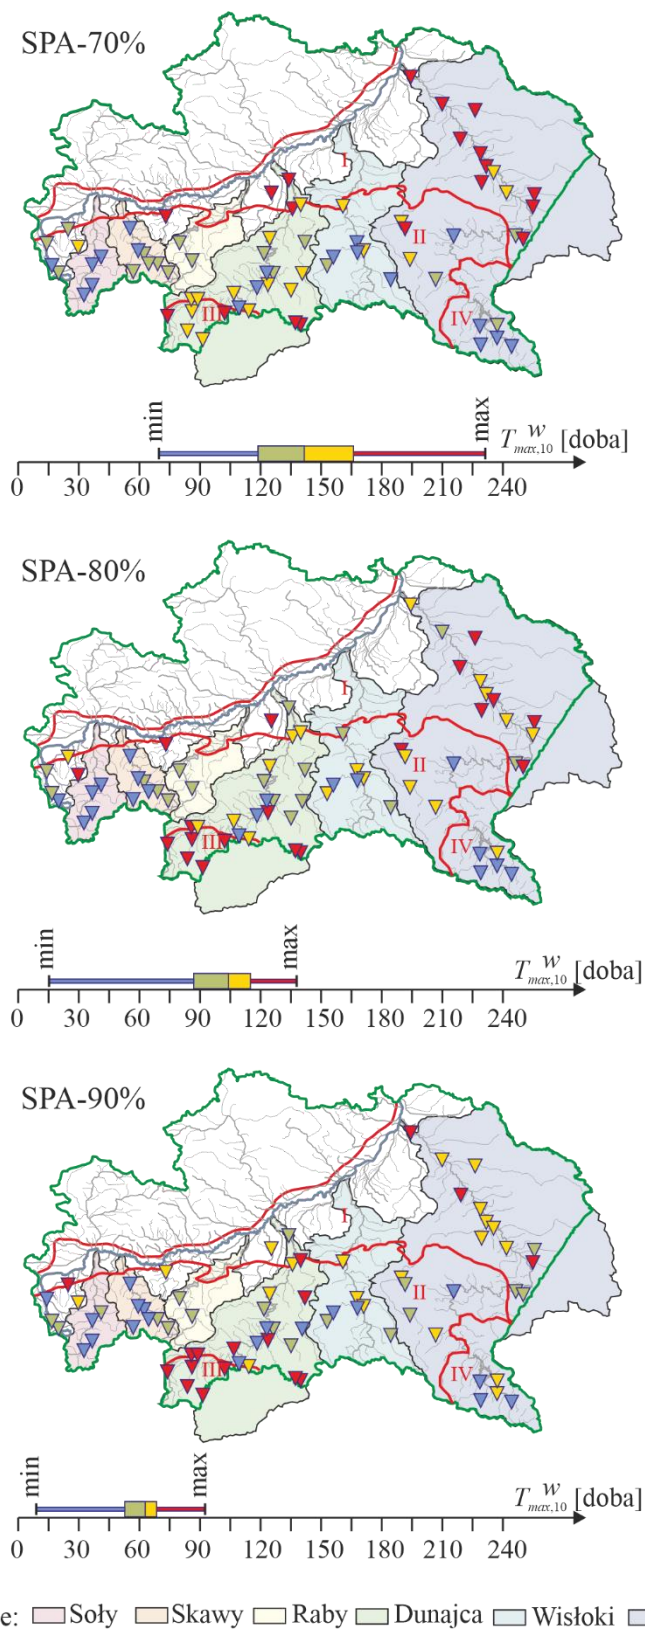 SPA-70%
I
II
III
IV
min
max
T max,10 w [doba]
0 30 60 90 120 150 180 210 240
SPA-80%
I
II
III
IV
min
max
T max,10 w [doba]
0 30 60 90 120 150 180 210 240
SPA-90%
I
II
III
IV
min
max
T max,10 w [doba]
0 30 60 90 120 150 180 210 240
e: Soły Skawy Raby Dunajca Wisłoki